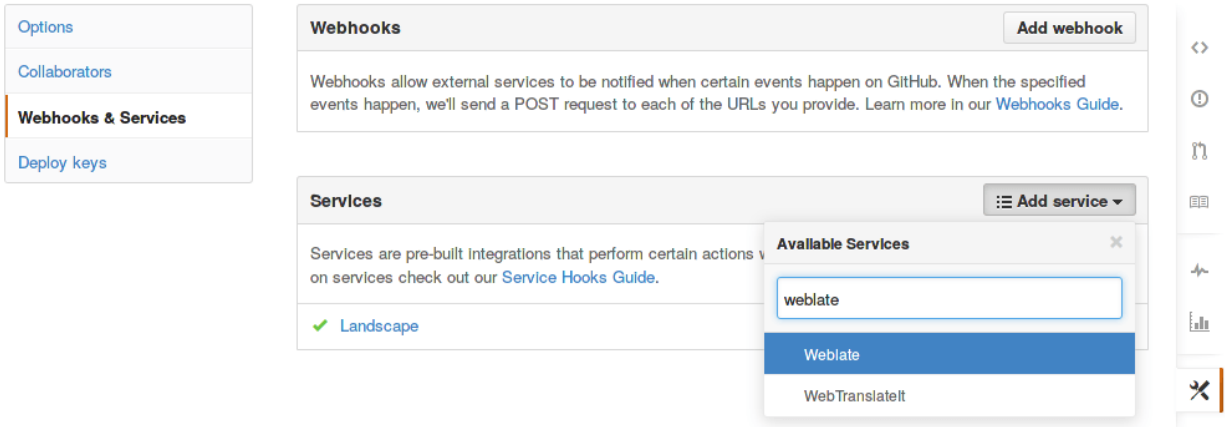 Options
Collaborators
Webhooks & Services
Deploy keys
Webhooks
Add webhook
Webhooks allow external services to be notified when certain events happen on GitHub. When the specified
events happen, we'll send a POST request to each of the URLs you provide. Learn more in our Webhooks Guide.
Services
Add service
Services are pre-built integrations that perform certain actions
on services check out our Service Hooks Guide.
Landscape
Available Services
weblate
Weblate
WebTranslateIt